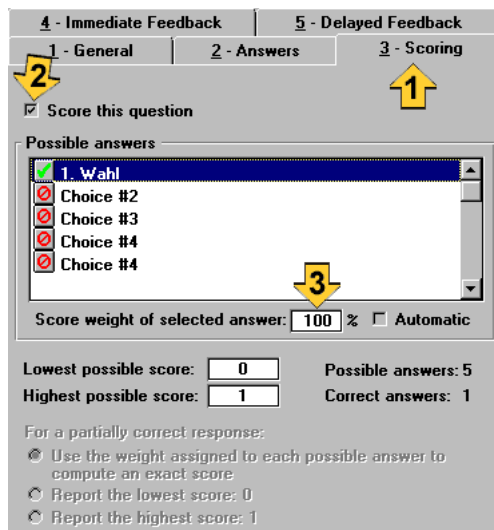 4 - Immediate Feedback
5 - Delayed Feedback
1 - General
2 - Answers
3 - Scoring
2
1
Score this question
Possible answers
1. Wahl
Choice #2
Choice #3
Choice #4
Choice #4
3
Score weight of selected answer: 100 % Automatic
Lowest possible score: 0 Possible answers: 5
Highest possible score: 1 Correct answers: 1
For a partially correct response:
Use the weight assigned to each possible answer to
compute an exact score
Report the lowest score: 0
Report the highest score: 1